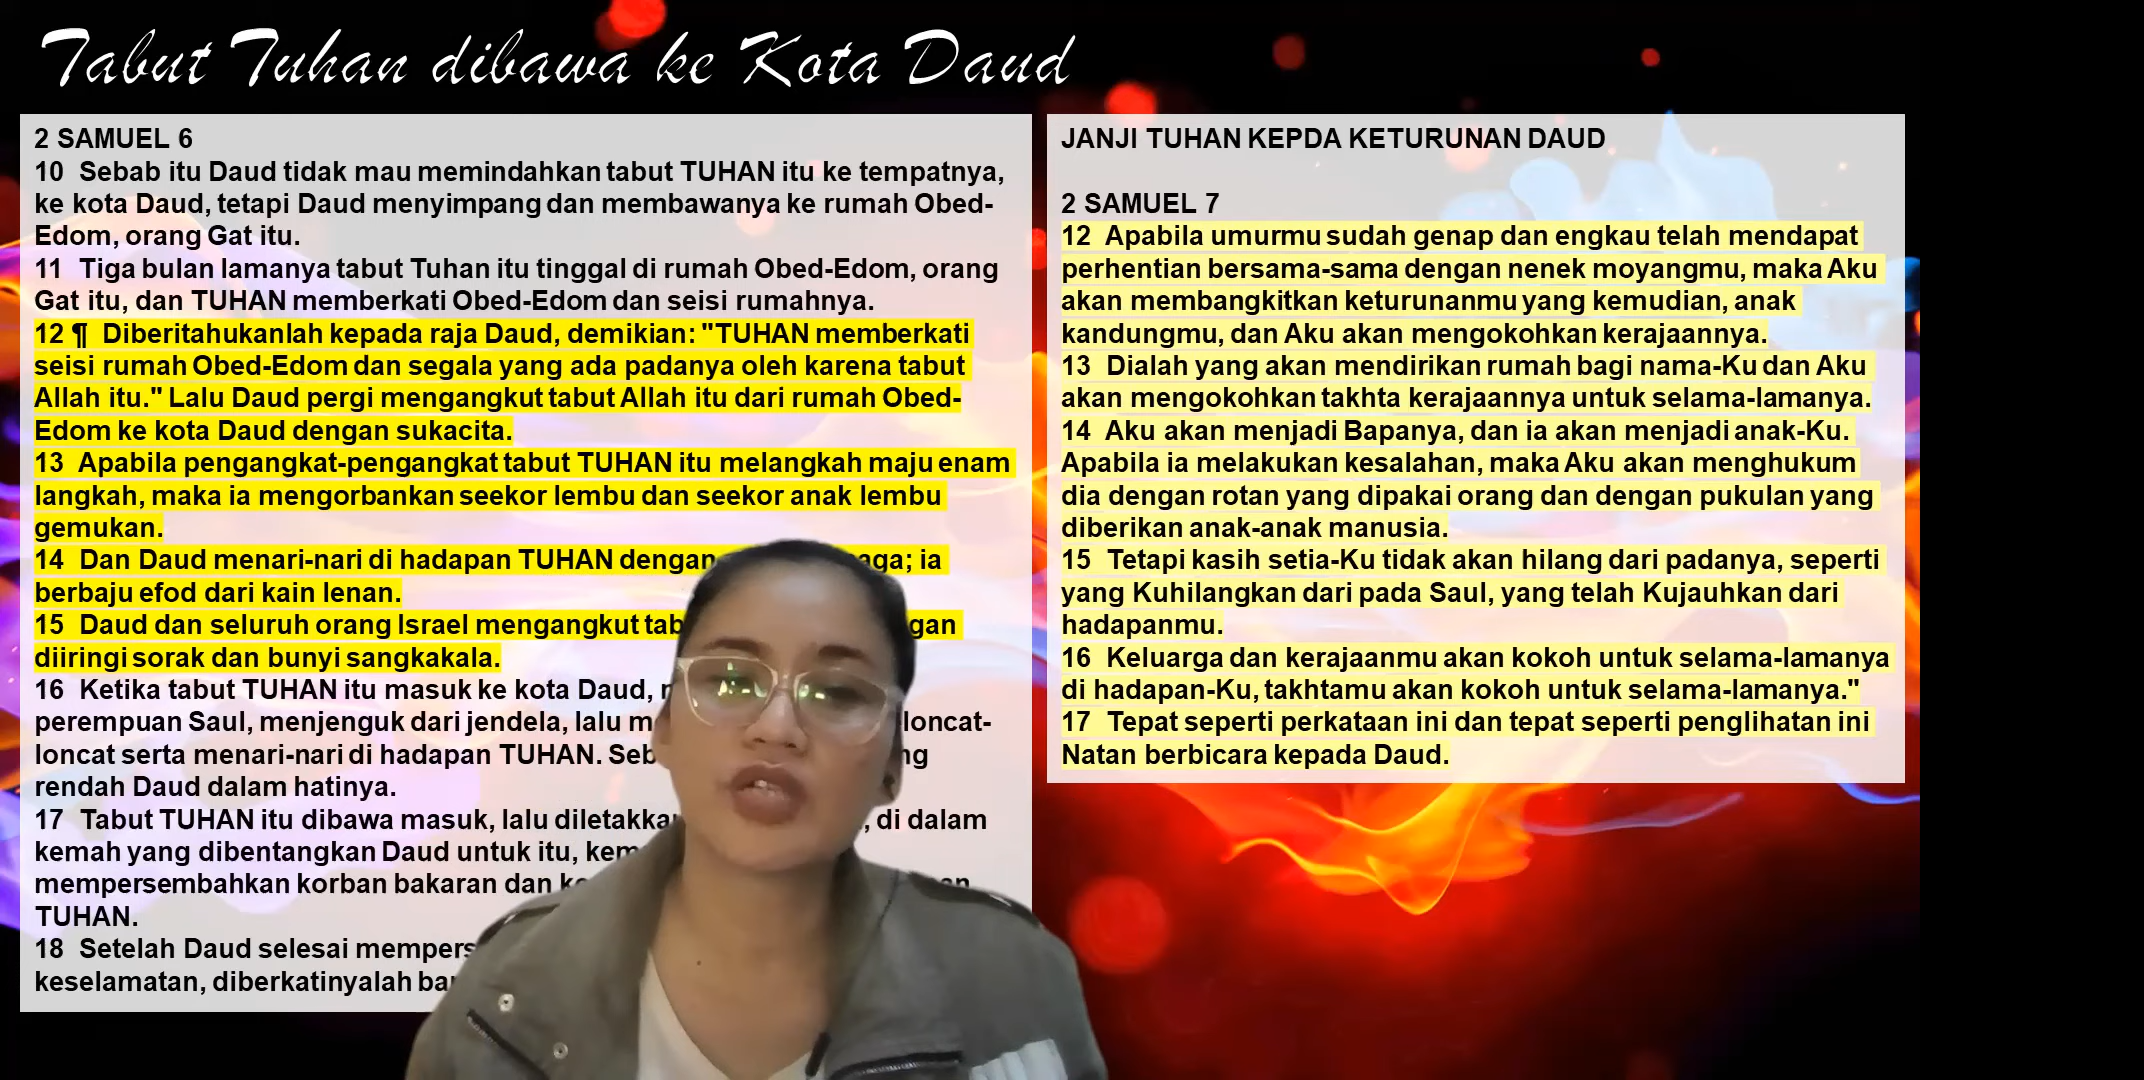 Tabut Tuhan dibawa ke Kota Daud
2 SAMUEL 6
10 Sebab itu Daud tidak mau memindahkan tabut TUHAN itu ke tempatnya,
ke kota Daud, tetapi Daud menyimpang dan membawanya ke rumah Obed-
Edom, orang Gat itu.
11 Tiga bulan lamanya tabut Tuhan itu tinggal di rumah Obed-Edom, orang
Gat itu, dan TUHAN memberkati Obed-Edom dan seisi rumahnya.
12 ¶ Diberitahukanlah kepada raja Daud, demikian: "TUHAN memberkati
seisi rumah Obed-Edom dan segala yang ada padanya oleh karena tabut
Allah itu." Lalu Daud pergi mengangkut tabut Allah itu dari rumah Obed-
Edom ke kota Daud dengan sukacita.
13 Apabila pengangkat-pengangkat tabut TUHAN itu melangkah maju enam
langkah, maka ia mengorbankan seekor lembu dan seekor anak lembu
gemukan.
14 Dan Daud menari-nari di hadapan TUHAN dengan ia
berbaju efod dari kain lenan.
15 Daud dan seluruh orang Israel mengangkut
diiringi sorak dan bunyi sangkakala.
16 Ketika tabut TUHAN itu masuk ke kota Daud,
perempuan Saul, menjenguk dari jendela, lalu loncat-
loncat serta menari-nari di hadapan TUHAN.
rendah Daud dalam hatinya.
17 Tabut TUHAN itu dibawa masuk, lalu , di dalam
kemah yang dibentangkan Daud untuk itu,
mempersembahkan korban bakaran dan
TUHAN.
18 Setelah Daud selesai
keselamatan, diberkatinyalah
JANJI TUHAN KEPDA KETURUNAN DAUD
2 SAMUEL 7
12 Apabila umurmu sudah genap dan engkau telah mendapat
perhentian bersama-sama dengan nenek moyangmu, maka Aku
akan membangkitkan keturunanmu yang kemudian, anak
kandungmu, dan Aku akan mengokohkan kerajaannya.
13 Dialah yang akan mendirikan rumah bagi nama-Ku dan Aku
akan mengokohkan takhta kerajaannya untuk selama-lamanya.
14 Aku akan menjadi Bapanya, dan ia akan menjadi anak-Ku.
Apabila ia melakukan kesalahan, maka Aku akan menghukum
dia dengan rotan yang dipakai orang dan dengan pukulan yang
diberikan anak-anak manusia.
15 Tetapi kasih setia-Ku tidak akan hilang dari padanya, seperti
yang Kuhilangkan dari pada Saul, yang telah Kujauhkan dari
hadapanmu.
16 Keluarga dan kerajaanmu akan kokoh untuk selama-lamanya
di hadapan-Ku, takhtamu akan kokoh untuk selama-lamanya."
17 Tepat seperti perkataan ini dan tepat seperti penglihatan ini
Natan berbicara kepada Daud.